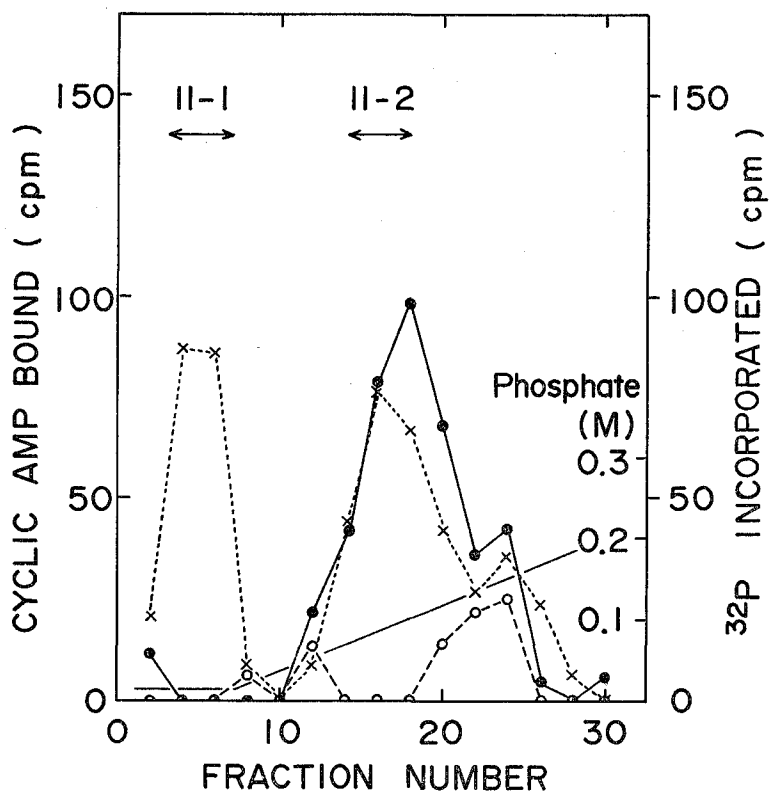 150
II-1
II-2
150
100
100
Phosphate
(M)
0.3
50
50
0.2
0.1
0
0
0
10
20
30
FRACTION NUMBER
CYCLIC AMP BOUND ( cpm )
32P INCORPORATED ( cpm )